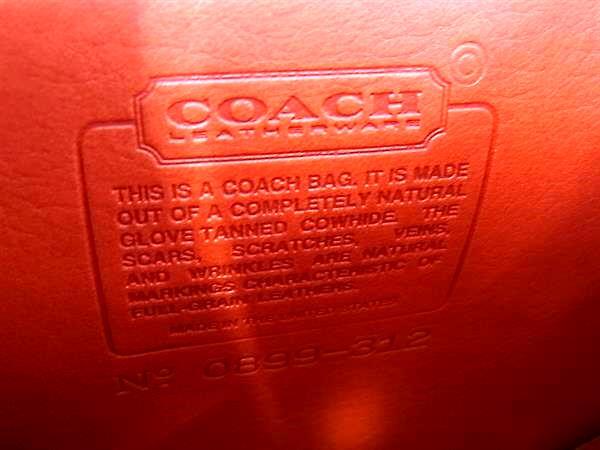 ©
COACH
LEATHERWARE
THIS IS A COACH BAG. IT IS MADE
OUT OF A COMPLETELY NATURAL
GLOVE TANNED COWHIDE. THE
SCARS, SCRATCHES, VEINS,
AND WRINKLES ARE NATURAL
MARKINGS CHARACTERISTIC OF
FULL-GRAIN LEATHERS.
MADE IN THE UNITED STATES
Nº 0899-312